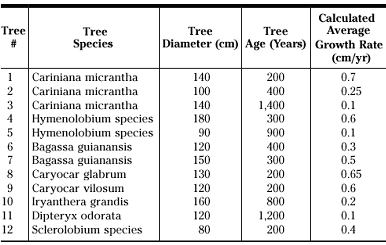 Tree # Tree Species Tree Diameter (cm) Tree Age (Years) Calculated Average Growth Rate (cm/yr)
1 Cariniana micrantha 140 200 0.7
2 Cariniana micrantha 100 400 0.25
3 Cariniana micrantha 140 1,400 0.1
4 Hymenolobium species 180 300 0.6
5 Hymenolobium species 90 900 0.1
6 Bagassa guianansis 120 400 0.3
7 Bagassa guianansis 150 300 0.5
8 Caryocar glabrum 130 200 0.65
9 Caryocar vilosum 120 200 0.6
10 Iryanthera grandis 160 800 0.2
11 Dipteryx odorata 120 1,200 0.1
12 Sclerolobium species 80 200 0.4